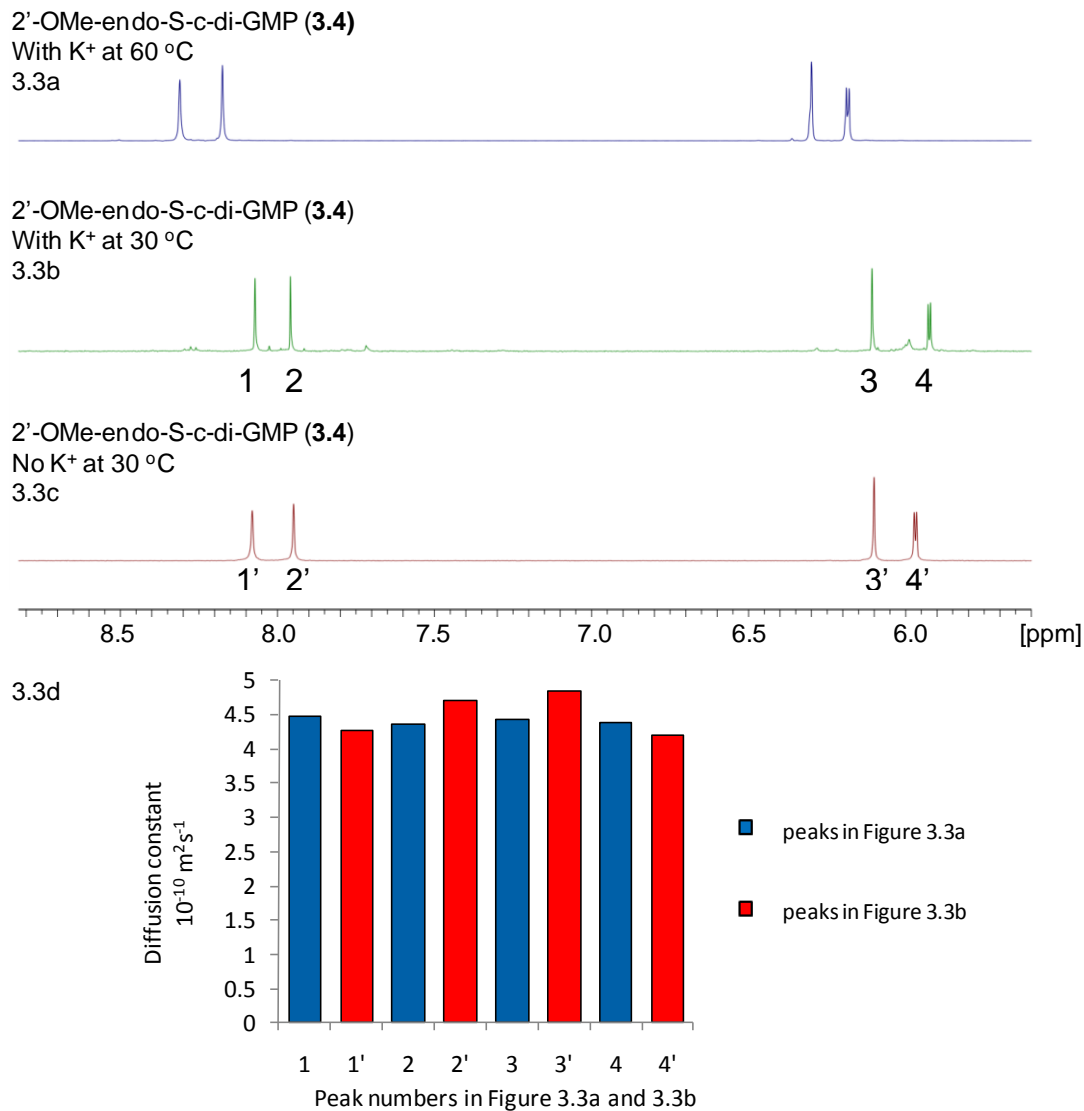 2'-OMe-endo-S-c-di-GMP (3.4)
With K⁺ at 60 ºC
3.3a
2'-OMe-endo-S-c-di-GMP (3.4)
With K⁺ at 30 ºC
3.3b
1 2 3 4
2'-OMe-endo-S-c-di-GMP (3.4)
No K⁺ at 30 ºC
3.3c
1' 2' 3' 4'
8.5 8.0 7.5 7.0 6.5 6.0 [ppm]
3.3d
Diffusion constant
10⁻¹⁰ m²s⁻¹
5
4.5
4
3.5
3
2.5
2
1.5
1
0.5
0
1 1' 2 2' 3 3' 4 4'
Peak numbers in Figure 3.3a and 3.3b
peaks in Figure 3.3a
peaks in Figure 3.3b